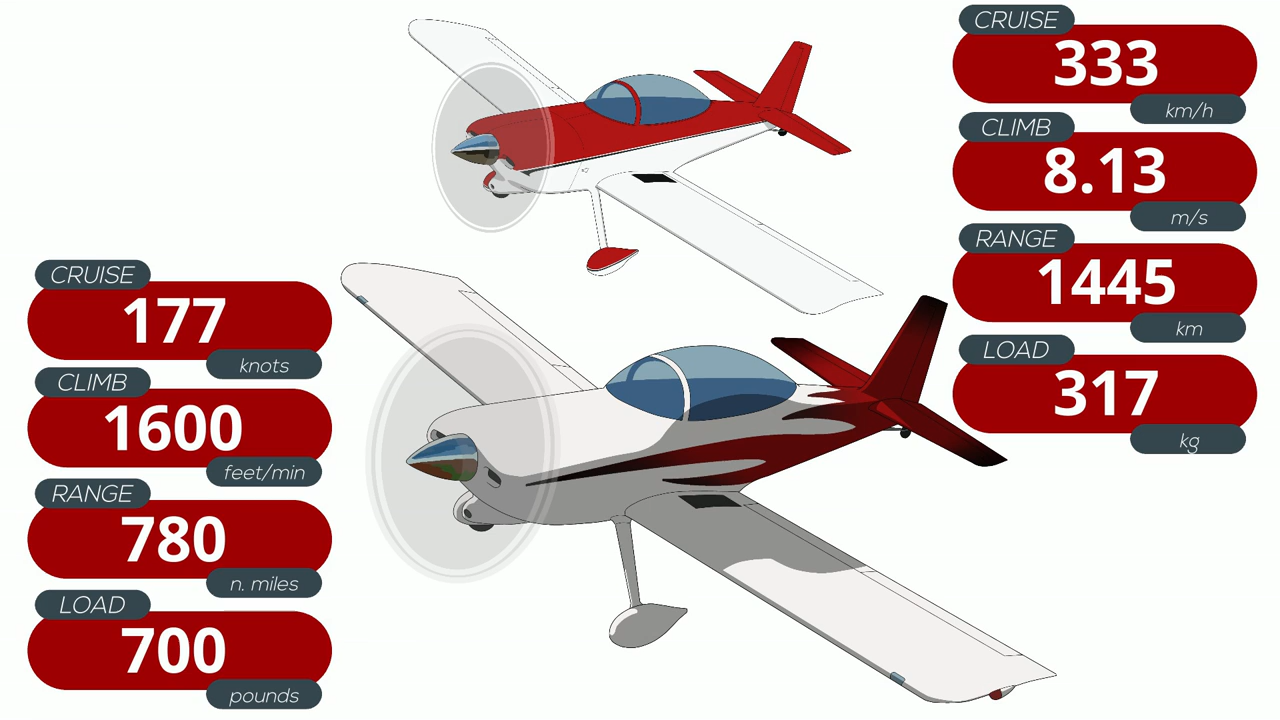 CRUISE
177
knots
CLIMB
1600
feet/min
RANGE
780
n. miles
LOAD
700
pounds
CRUISE
333
km/h
CLIMB
8.13
m/s
RANGE
1445
km
LOAD
317
kg